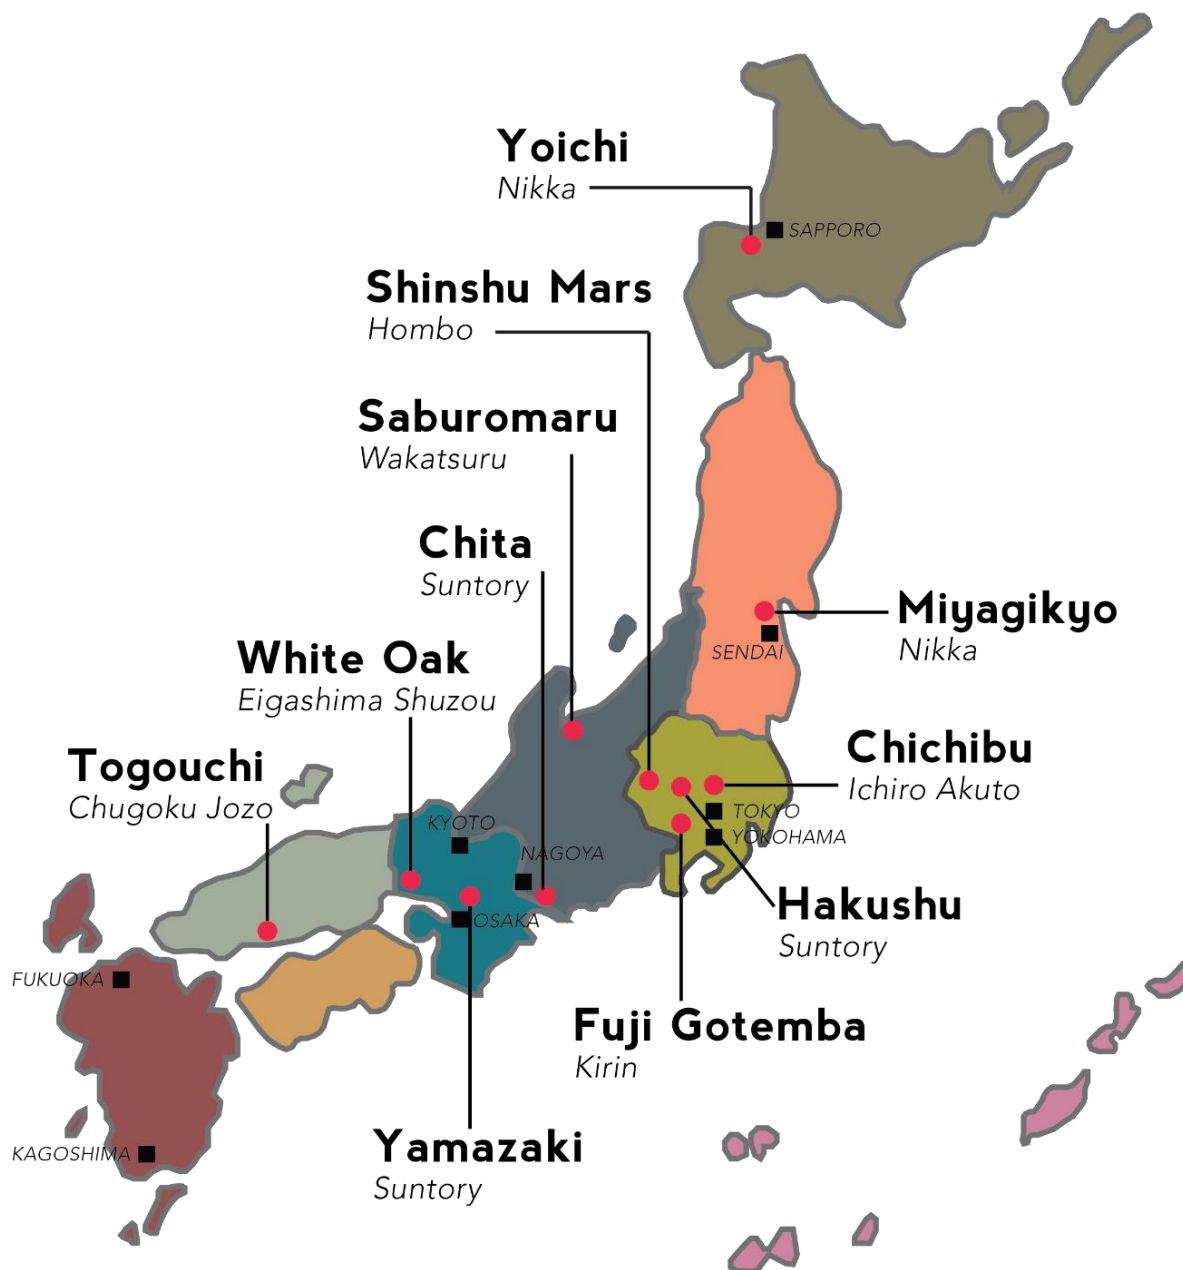 Yoichi
Nikka
SAPPORO
Shinshu Mars
Hombo
Saburomaru
Wakatsuru
Chita
Suntory
Miyagikyo
Nikka
SENDAI
White Oak
Eigashima Shuzou
Chichibu
Ichiro Akuto
Togouchi
Chugoku Jozo
TOKYO
YOKOHAMA
KYOTO
NAGOYA
Hakushu
Suntory
OSAKA
FUKUOKA
Fuji Gotemba
Kirin
Yamazaki
Suntory
KAGOSHIMA